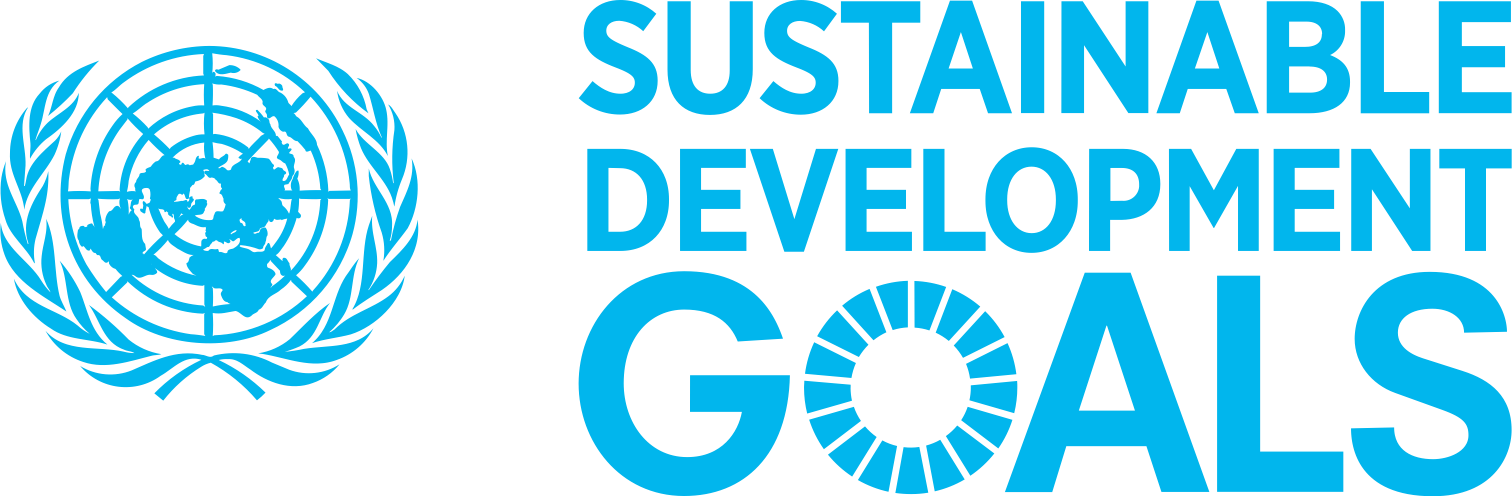 SUSTAINABLE
DEVELOPMENT
GOALS